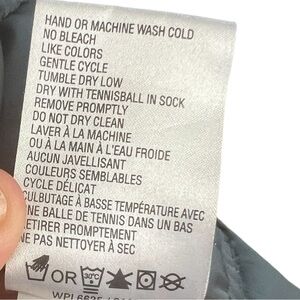 HAND OR MACHINE WASH COLD
NO BLEACH
LIKE COLORS
GENTLE CYCLE
TUMBLE DRY LOW
DRY WITH TENNISBALL IN SOCK
REMOVE PROMPTLY
DO NOT DRY CLEAN
LAVER À LA MACHINE
OU À LA MAIN À L'EAU FROIDE
AUCUN JAVELLISANT
COULEURS SEMBLABLES
CYCLE DÉLICAT
CULBUTAGE À BASSE TEMPÉRATURE AVEC
UNE BALLE DE TENNIS DANS UN BAS
RETIRER PROMPTEMENT
NE PAS NETTOYER À SEC
OR 30°C
WPL6635